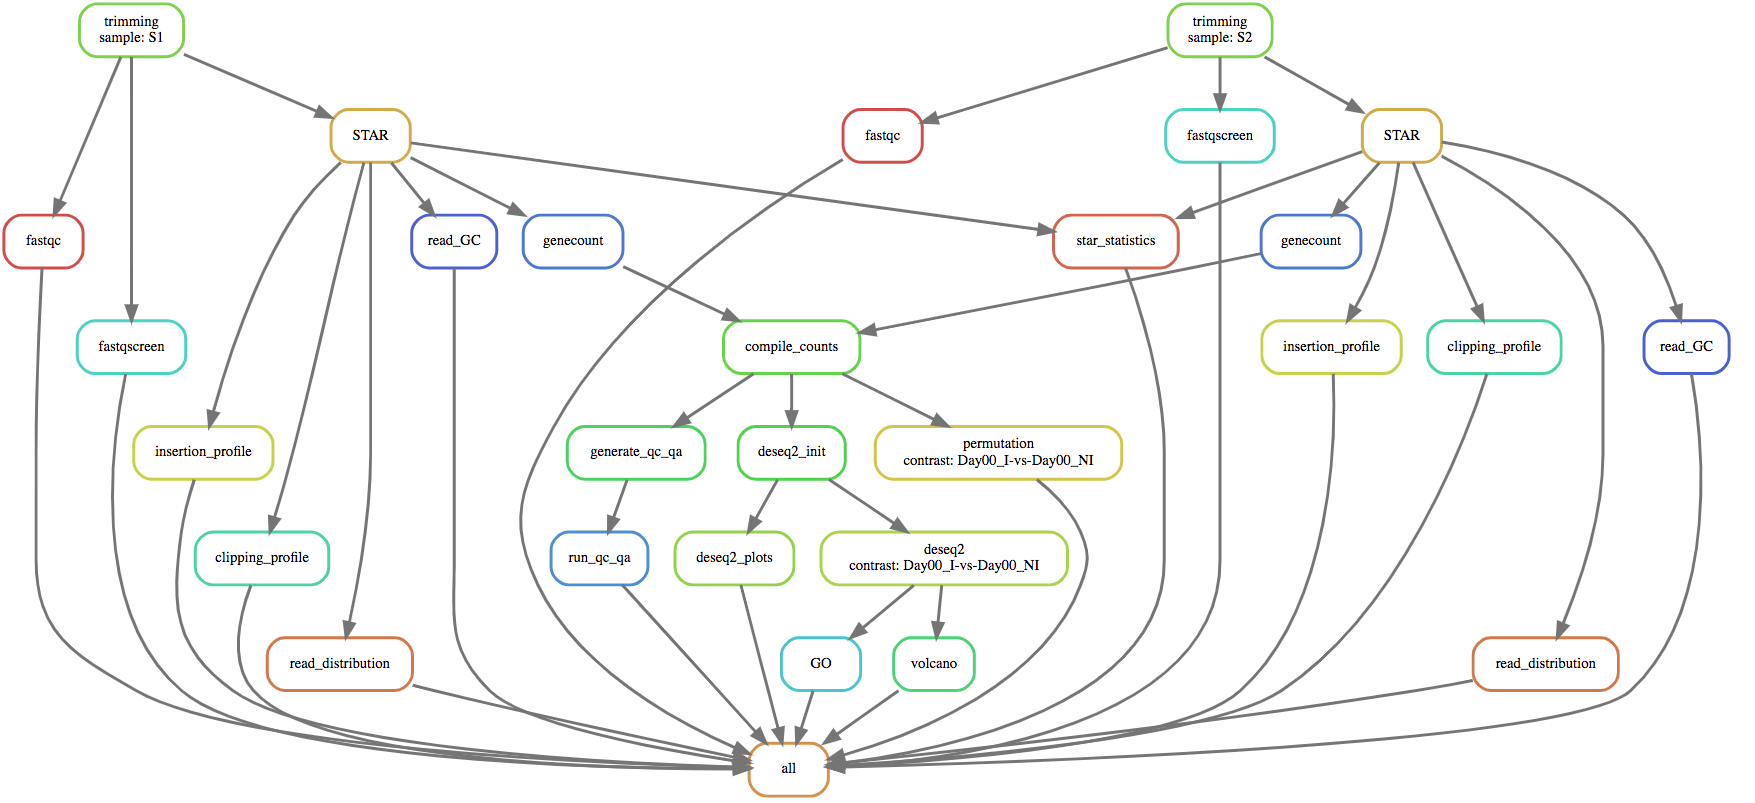 trimming
sample: S1
trimming
sample: S2
STAR
fastqc
fastqscreen
STAR
fastqc
read_GC
genecount
star_statistics
genecount
fastqscreen
compile_counts
insertion_profile
clipping_profile
read_GC
insertion_profile
generate_qc_qa
deseq2_init
permutation
contrast: Day00_I-vs-Day00_NI
clipping_profile
run_qc_qa
deseq2_plots
deseq2
contrast: Day00_I-vs-Day00_NI
read_distribution
GO
volcano
read_distribution
all